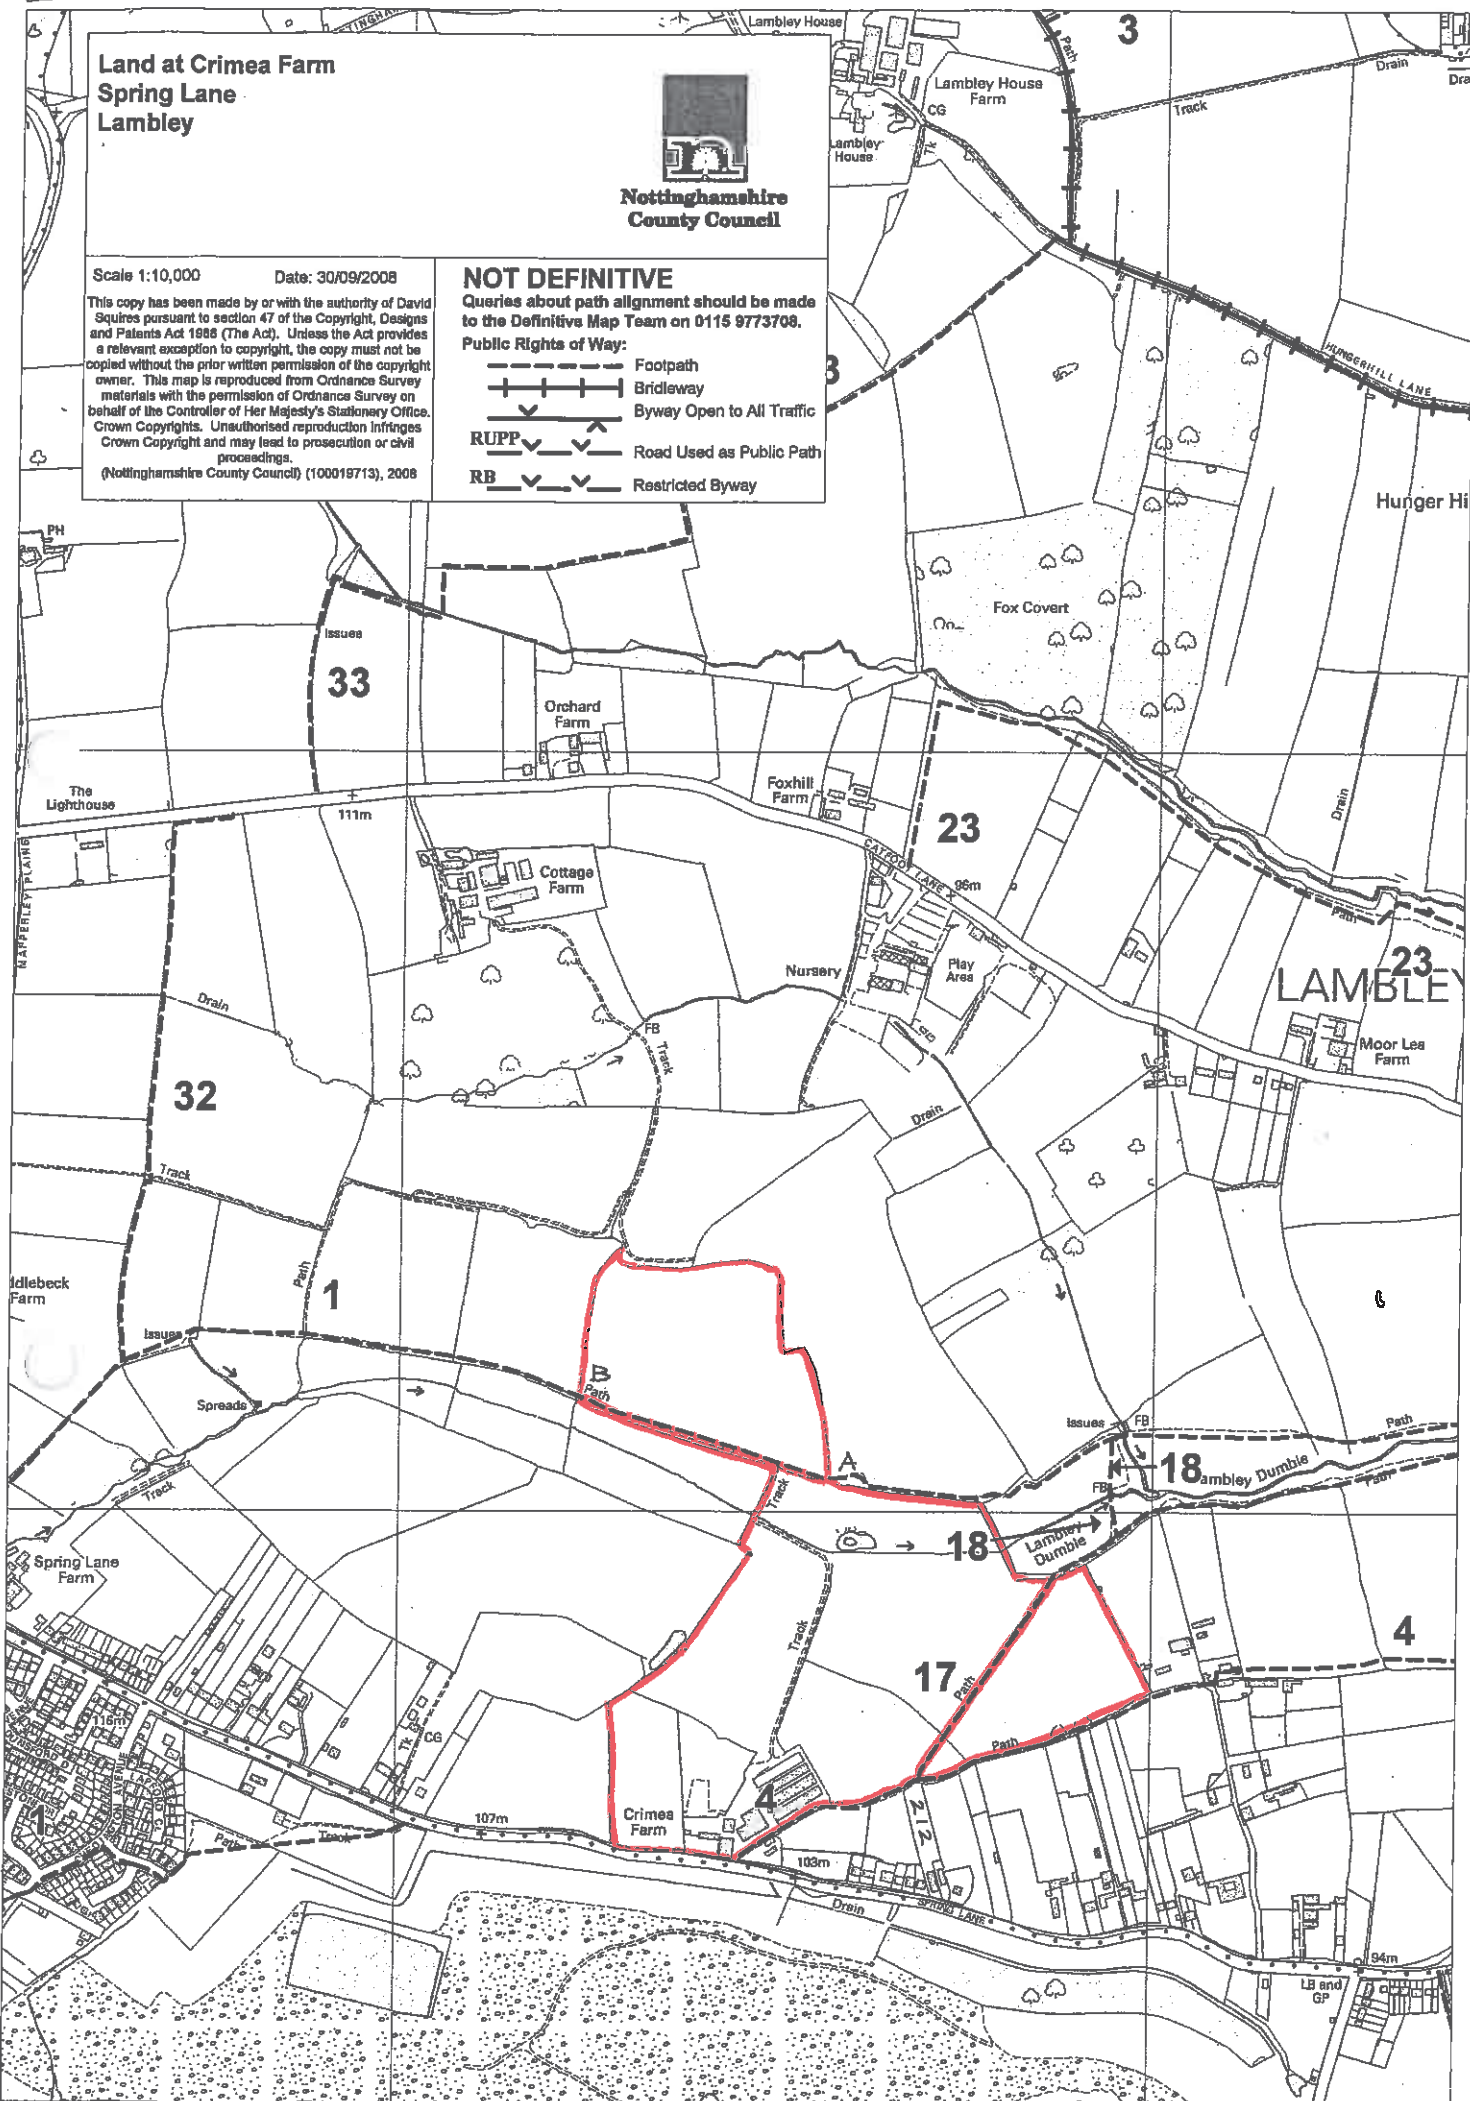 Land at Crimea Farm
Spring Lane
Lambley
Nottinghamshire
County Council
Scale 1:10,000
Date: 30/09/2008
This copy has been made by or with the authority of David
Squires pursuant to section 47 of the Copyright, Designs
and Patents Act 1988 (The Act). Unless the Act provides
a relevant exception to copyright, the copy must not be
copied without the prior written permission of the copyright
owner. This map is reproduced from Ordnance Survey
materials with the permission of Ordnance Survey on
behalf of the Controller of Her Majesty's Stationery Office.
Crown Copyrights. Unauthorised reproduction infringes
Crown Copyright and may lead to prosecution or civil
proceedings.
(Nottinghamshire County Council) (100019713), 2008
NOT DEFINITIVE
Queries about path alignment should be made
to the Definitive Map Team on 0115 9773708.
Public Rights of Way:
Footpath
Bridleway
Byway Open to All Traffic
RUPP
Road Used as Public Path
RB
Restricted Byway
Lambley House
Path
3
Drain
Dra
Lambley House
Farm
CG
Track
Lambley
House
Tk
3
HUNGERHILL LANE
Hunger Hi
PH
Fox Covert
Issues
33
Orchard
Farm
The
Lighthouse
111m
Foxhill
Farm
23
Drain
CATFOOT LANE
96m
Cottage
Farm
MAPPERLEY PLAINS
Path
23
LAMBLEY
Nursery
Play
Area
Drain
FB
Track
Moor Lea
Farm
32
Drain
Track
Path
1
dlebeck
Farm
Issues
B
Path
Spreads
Issues
FB
Path
A
18
Lambley Dumble
Path
Track
Track
FB
18
Lambley
Dumble
Spring Lane
Farm
Track
4
17
Path
116m
Tk
CG
Path
4
Crimea
Farm
107m
212
1
Path
Track
103m
Drain
SPRING LANE
94m
LB and
GP